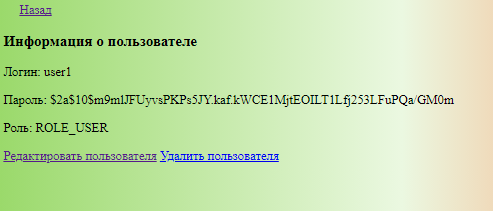 Назад
Информация о пользователе
Логин: user1
Пароль: $2a$10$m9mlJFUyvsPKPs5JY.kaf.kWCE1MjtEOILT1Lfj253LFuPQa/GM0m
Роль: ROLE_USER
Редактировать пользователя Удалить пользователя